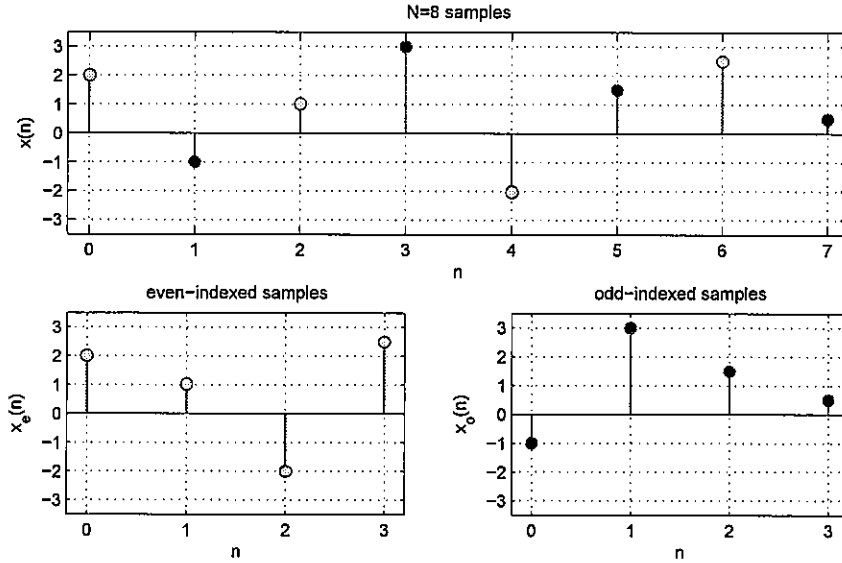 N=8 samples
3
2
1
0
−1
−2
−3
x(n)
0 1 2 3 4 5 6 7
n
even−indexed samples
3
2
1
0
−1
−2
−3
x_e(n)
0 1 2 3
n
odd−indexed samples
3
2
1
0
−1
−2
−3
x_o(n)
0 1 2 3
n